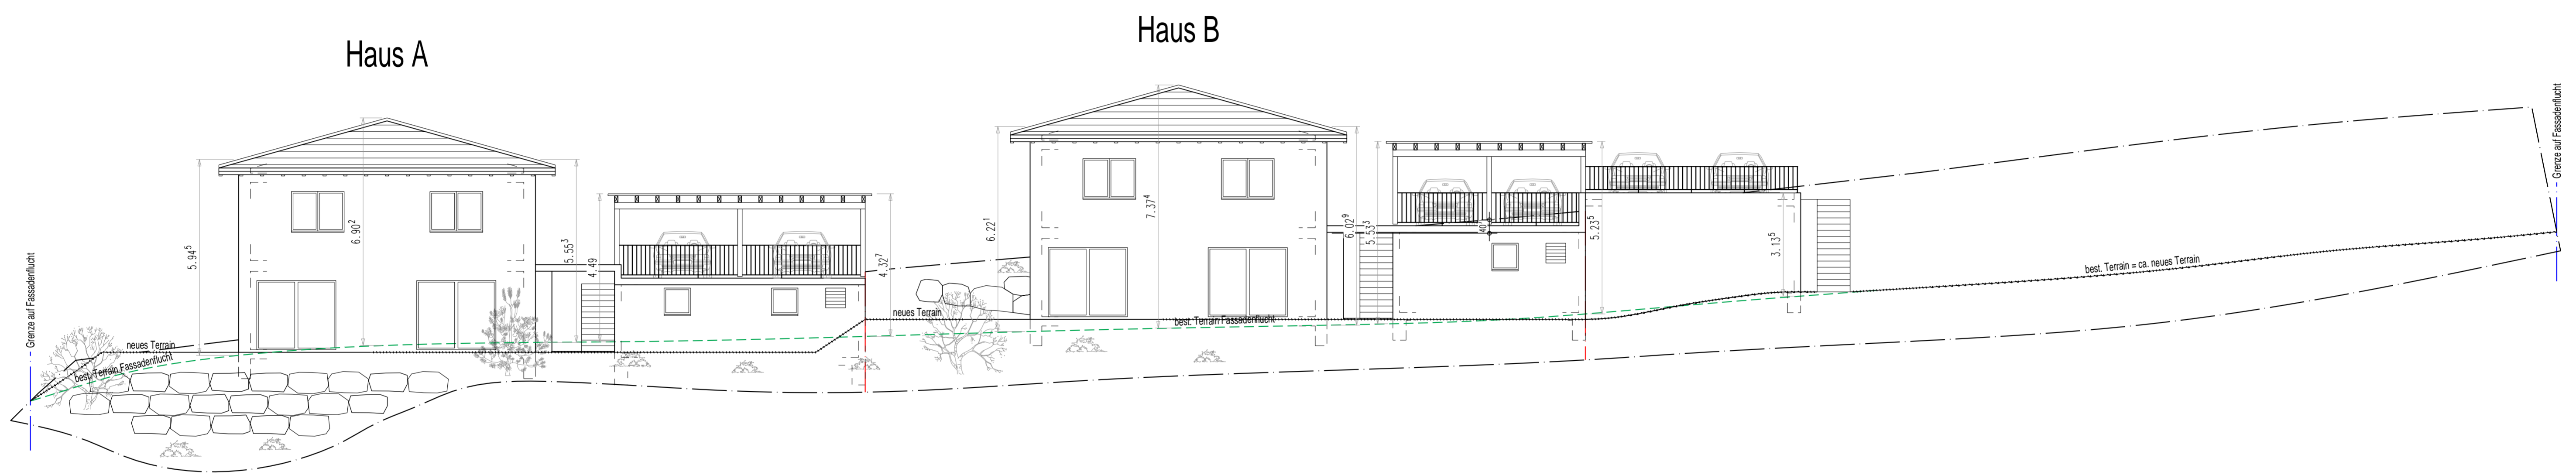 Haus A
Haus B
Grenze auf Fassadenflucht
neues Terrain
best. Terrain Fassadenflucht
5.94⁵
6.90²
5.55³
4.49
4.32⁷
neues Terrain
6.22¹
7.37⁴
best. Terrain Fassadenflucht
6.02⁹
5.53³
40
5.23⁵
3.13⁵
best. Terrain = ca. neues Terrain
Grenze auf Fassadenflucht